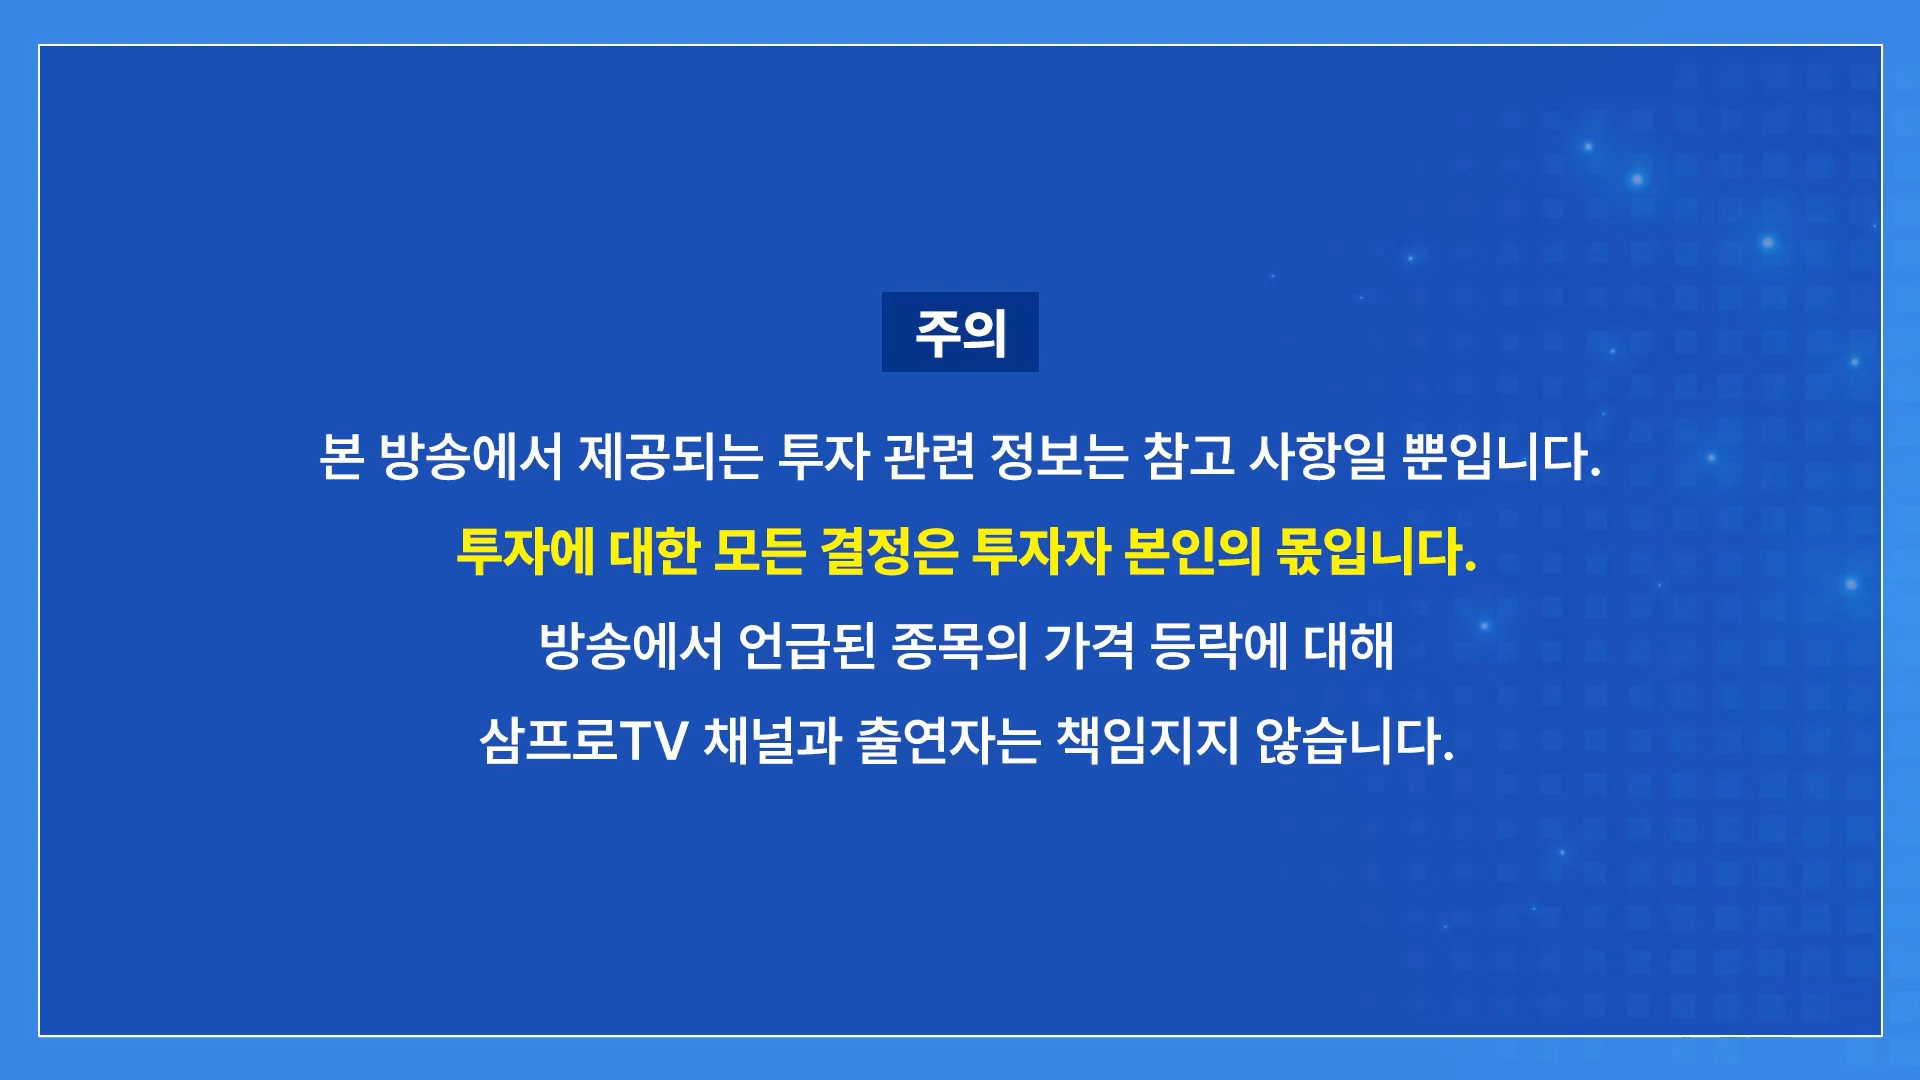 주의
본 방송에서 제공되는 투자 관련 정보는 참고 사항일 뿐입니다.
투자에 대한 모든 결정은 투자자 본인의 몫입니다.
방송에서 언급된 종목의 가격 등락에 대해
삼프로TV 채널과 출연자는 책임지지 않습니다.